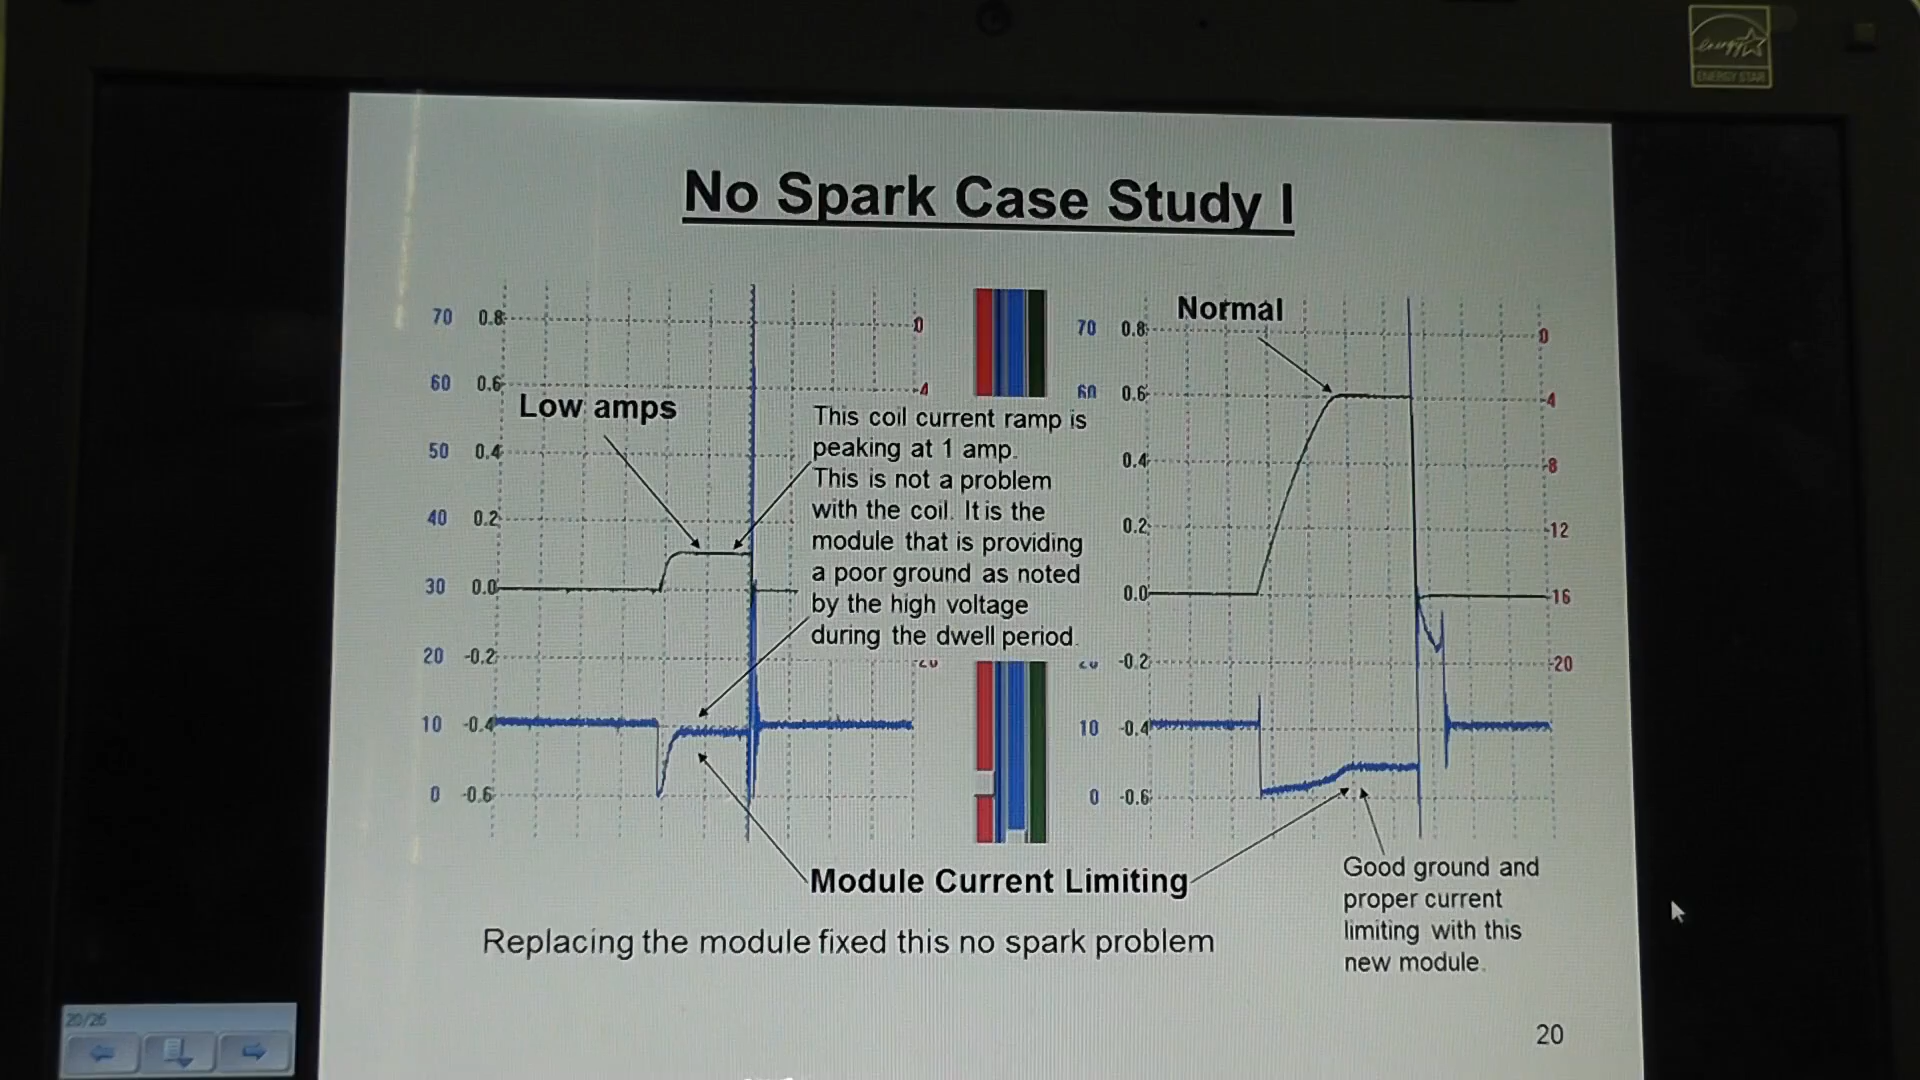 energy
ENERGY STAR
No Spark Case Study I
70 0.8
60 0.6
50 0.4
40 0.2
30 0.0
20 -0.2
10 -0.4
0 -0.6
0
-4
Low amps
This coil current ramp is
peaking at 1 amp.
This is not a problem
with the coil. It is the
module that is providing
a poor ground as noted
by the high voltage
during the dwell period.
Normal
70 0.8
60 0.6
0.4
0.2
0.0
-0.2
10 -0.4
0 -0.6
0
-4
-8
-12
-16
-20
Module Current Limiting
Good ground and
proper current
limiting with this
new module.
Replacing the module fixed this no spark problem
20/26
20